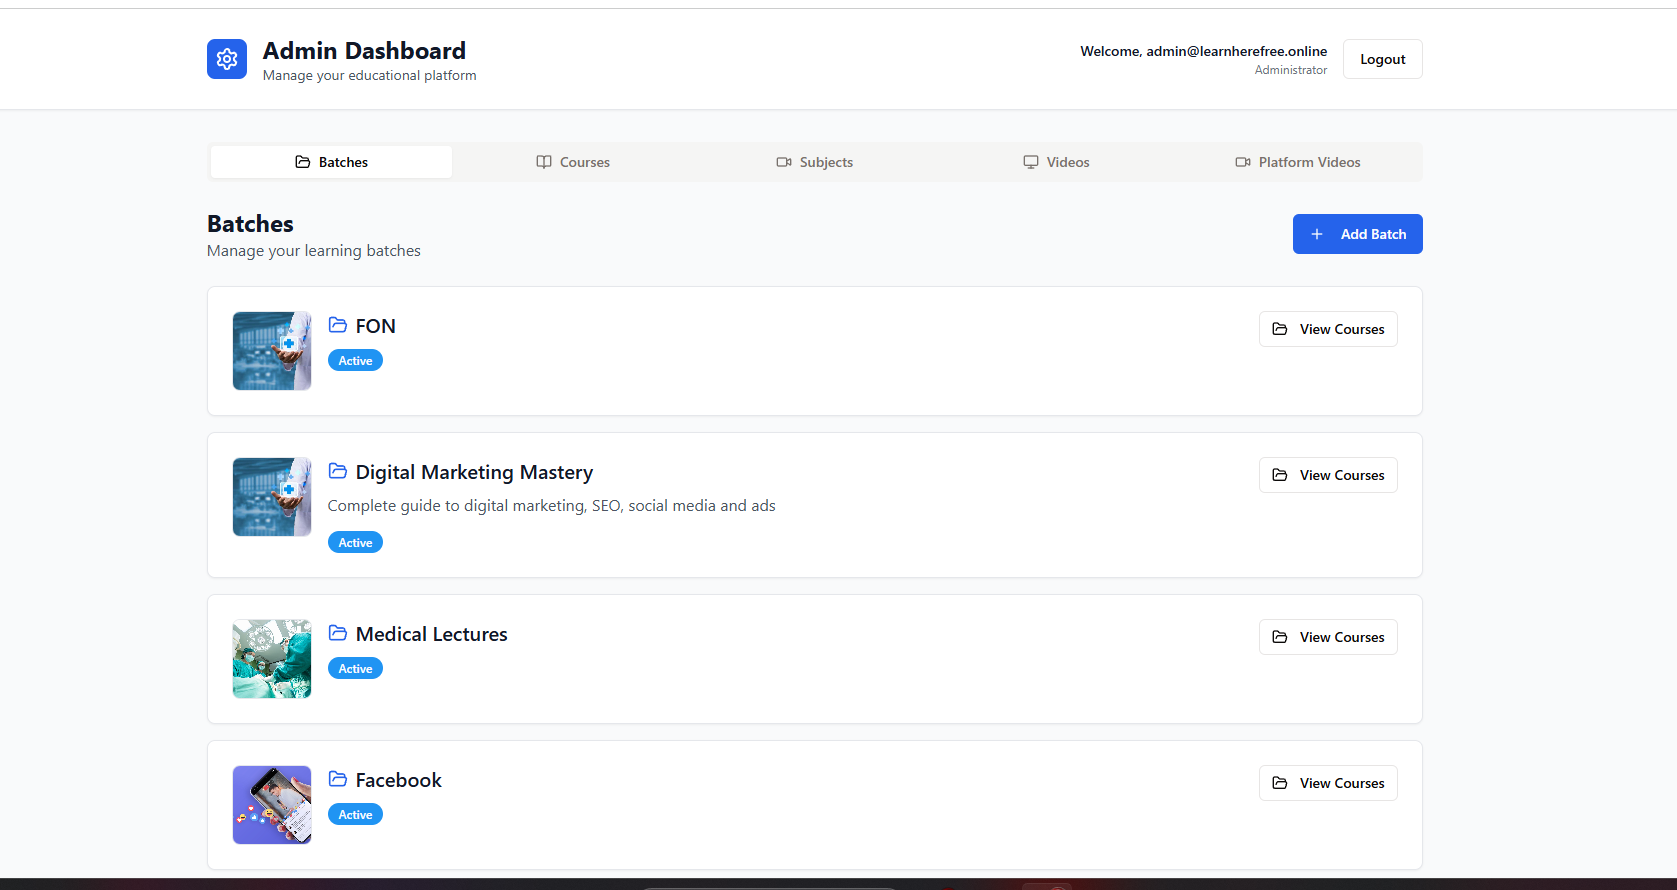 Admin Dashboard
Manage your educational platform
Welcome, admin@learnherefree.online
Administrator
Logout
Batches
Courses
Subjects
Videos
Platform Videos
Batches
Manage your learning batches
Add Batch
FON
Active
View Courses
Digital Marketing Mastery
Complete guide to digital marketing, SEO, social media and ads
Active
View Courses
Medical Lectures
Active
View Courses
Facebook
Active
View Courses